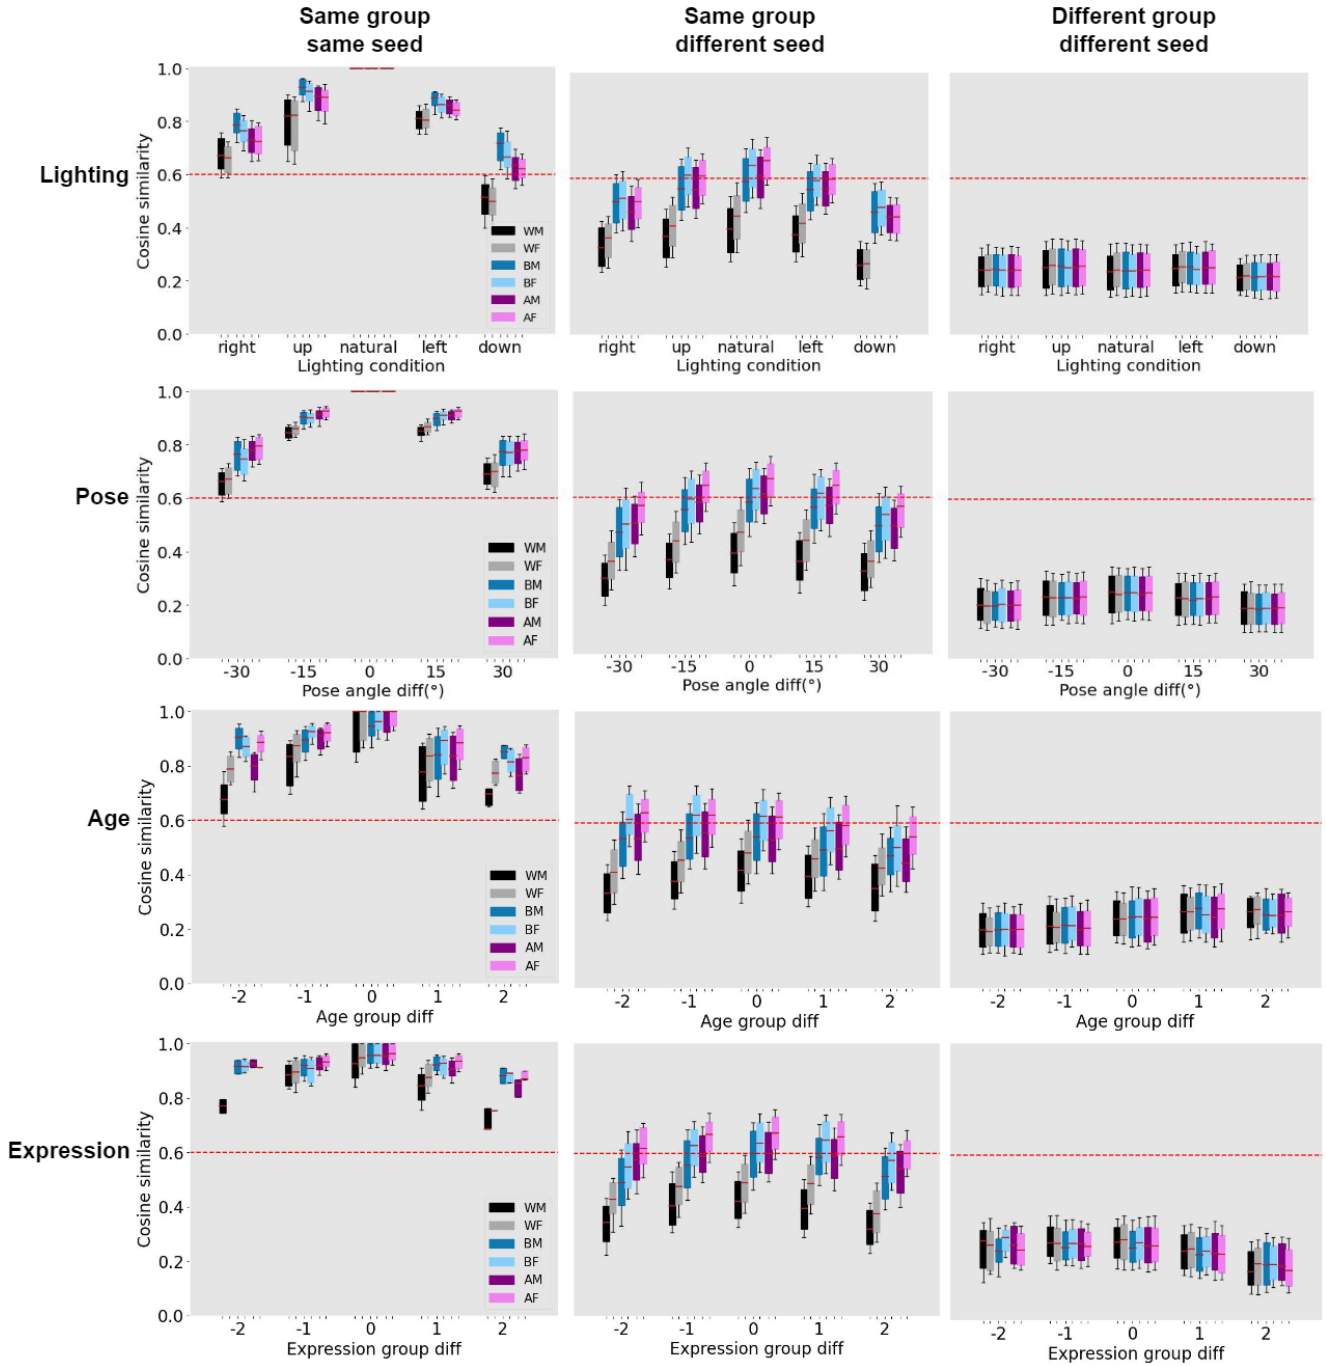 Same group
same seed
Same group
different seed
Different group
different seed
Lighting
Cosine similarity
1.0
0.8
0.6
0.4
0.2
0.0
WM
WF
BM
BF
AM
AF
right up natural left down
Lighting condition
right up natural left down
Lighting condition
right up natural left down
Lighting condition
Pose
Cosine similarity
1.0
0.8
0.6
0.4
0.2
0.0
WM
WF
BM
BF
AM
AF
-30 -15 0 15 30
Pose angle diff(°)
-30 -15 0 15 30
Pose angle diff(°)
-30 -15 0 15 30
Pose angle diff(°)
Age
Cosine similarity
1.0
0.8
0.6
0.4
0.2
0.0
WM
WF
BM
BF
AM
AF
-2 -1 0 1 2
Age group diff
-2 -1 0 1 2
Age group diff
-2 -1 0 1 2
Age group diff
Expression
Cosine similarity
1.0
0.8
0.6
0.4
0.2
0.0
WM
WF
BM
BF
AM
AF
-2 -1 0 1 2
Expression group diff
-2 -1 0 1 2
Expression group diff
-2 -1 0 1 2
Expression group diff